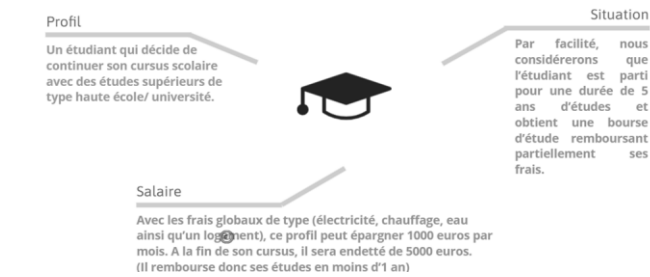 Profil
Un étudiant qui décide de
continuer son cursus scolaire
avec des études supérieurs de
type haute école/ université.
Situation
Par facilité, nous
considérerons que
l'étudiant est parti
pour une durée de 5
ans d'études et
obtient une bourse
d'étude remboursant
partiellement ses
frais.
Salaire
Avec les frais globaux de type (électricité, chauffage, eau
ainsi qu'un logement), ce profil peut épargner 1000 euros par
mois. A la fin de son cursus, il sera endetté de 5000 euros.
(Il rembourse donc ses études en moins d'1 an)